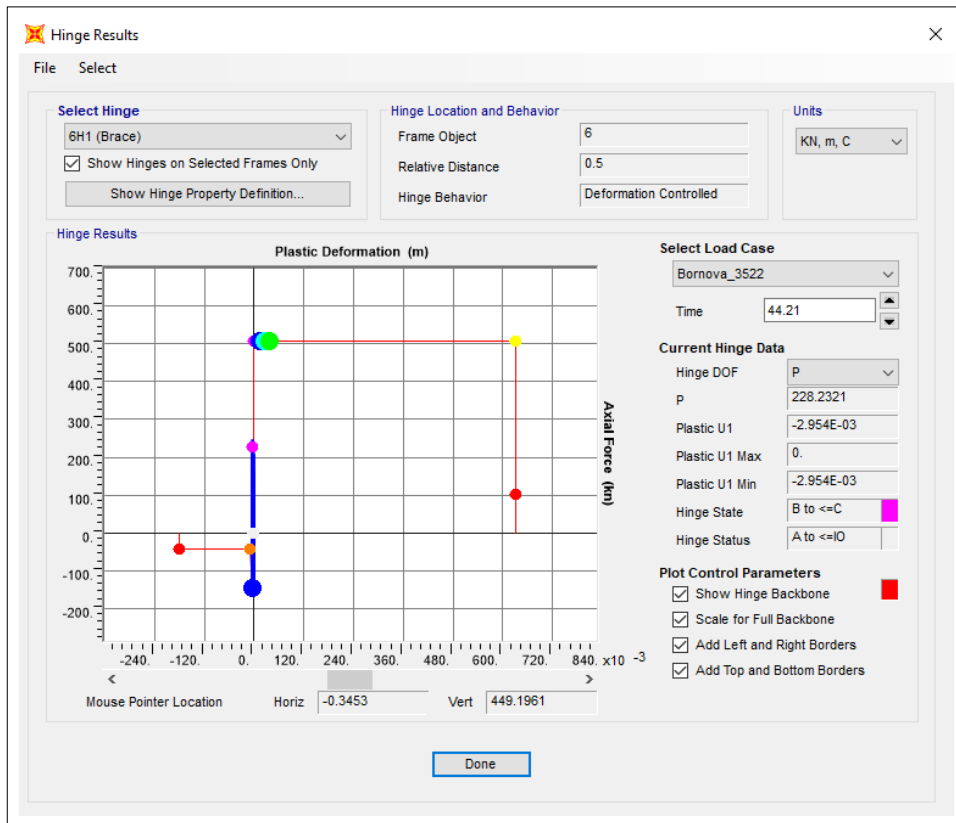 Hinge Results
File Select
Select Hinge
6H1 (Brace)
Show Hinges on Selected Frames Only
Show Hinge Property Definition...
Hinge Location and Behavior
Frame Object 6
Relative Distance 0.5
Hinge Behavior Deformation Controlled
Units
KN, m, C
Hinge Results
Plastic Deformation (m)
700.
600.
500.
400.
300.
200.
100.
0.
-100.
-200.
-240. -120. 0. 120. 240. 360. 480. 600. 720. 840. x10 -3
Axial Force (kn)
Mouse Pointer Location Horiz -0.3453 Vert 449.1961
Select Load Case
Bornova_3522
Time 44.21
Current Hinge Data
Hinge DOF P
P 228.2321
Plastic U1 -2.954E-03
Plastic U1 Max 0.
Plastic U1 Min -2.954E-03
Hinge State B to <=C
Hinge Status A to <=IO
Plot Control Parameters
Show Hinge Backbone
Scale for Full Backbone
Add Left and Right Borders
Add Top and Bottom Borders
Done